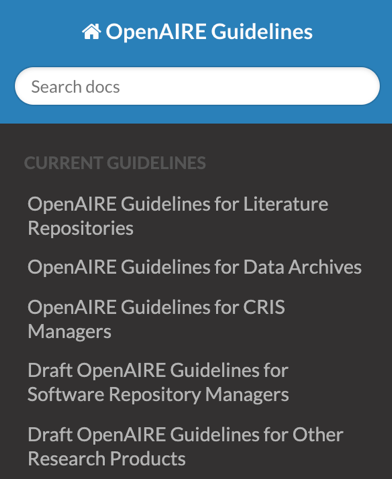 OpenAIRE Guidelines
Search docs
CURRENT GUIDELINES
OpenAIRE Guidelines for Literature
Repositories
OpenAIRE Guidelines for Data Archives
OpenAIRE Guidelines for CRIS
Managers
Draft OpenAIRE Guidelines for
Software Repository Managers
Draft OpenAIRE Guidelines for Other
Research Products